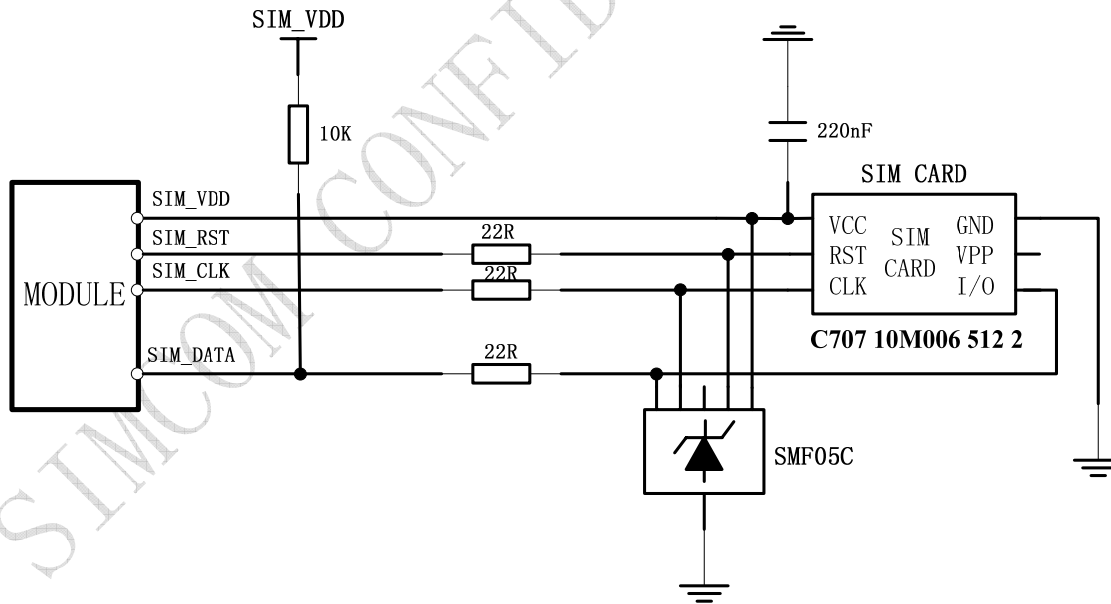 SIM_VDD
10K
220nF
SIM CARD
SIM_VDD
SIM_RST
SIM_CLK
SIM_DATA
MODULE
22R
22R
22R
VCC
RST
CLK
SIM
CARD
GND
VPP
I/O
C707 10M006 512 2
SMF05C
SIMCOM CONFID